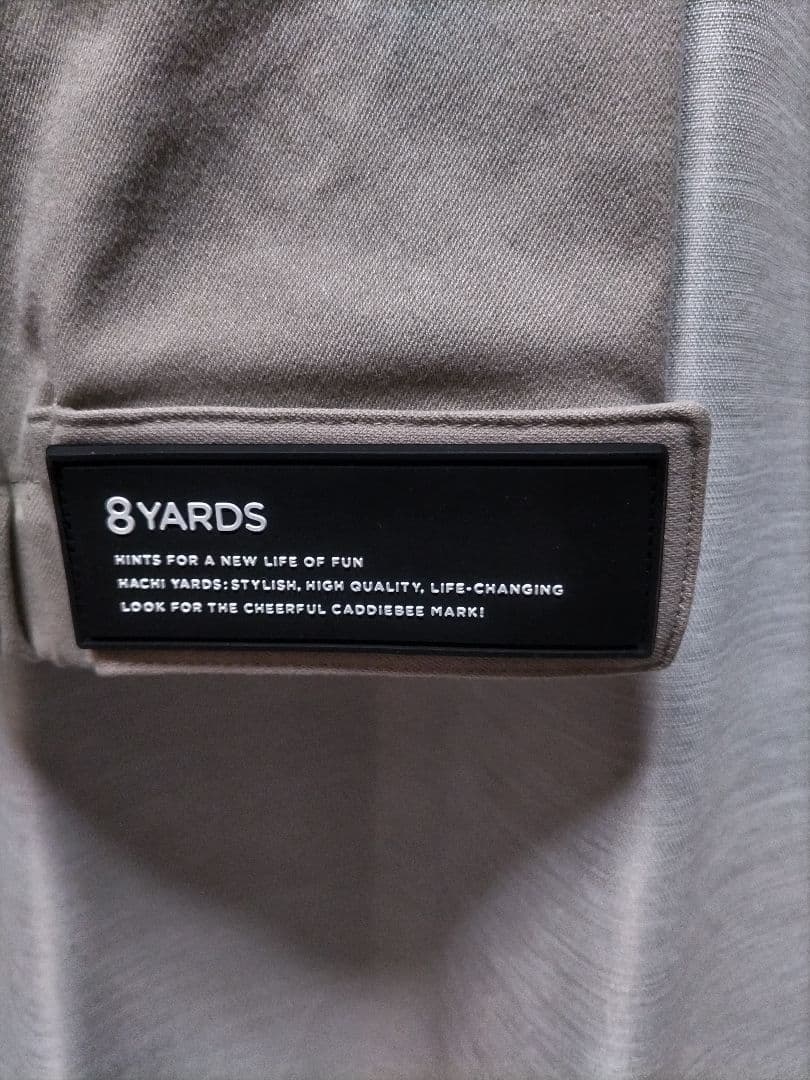 8YARDS
HINTS FOR A NEW LIFE OF FUN
HACHI YARDS:STYLISH, HIGH QUALITY, LIFE-CHANGING
LOOK FOR THE CHEERFUL CADDIEBEE MARK!